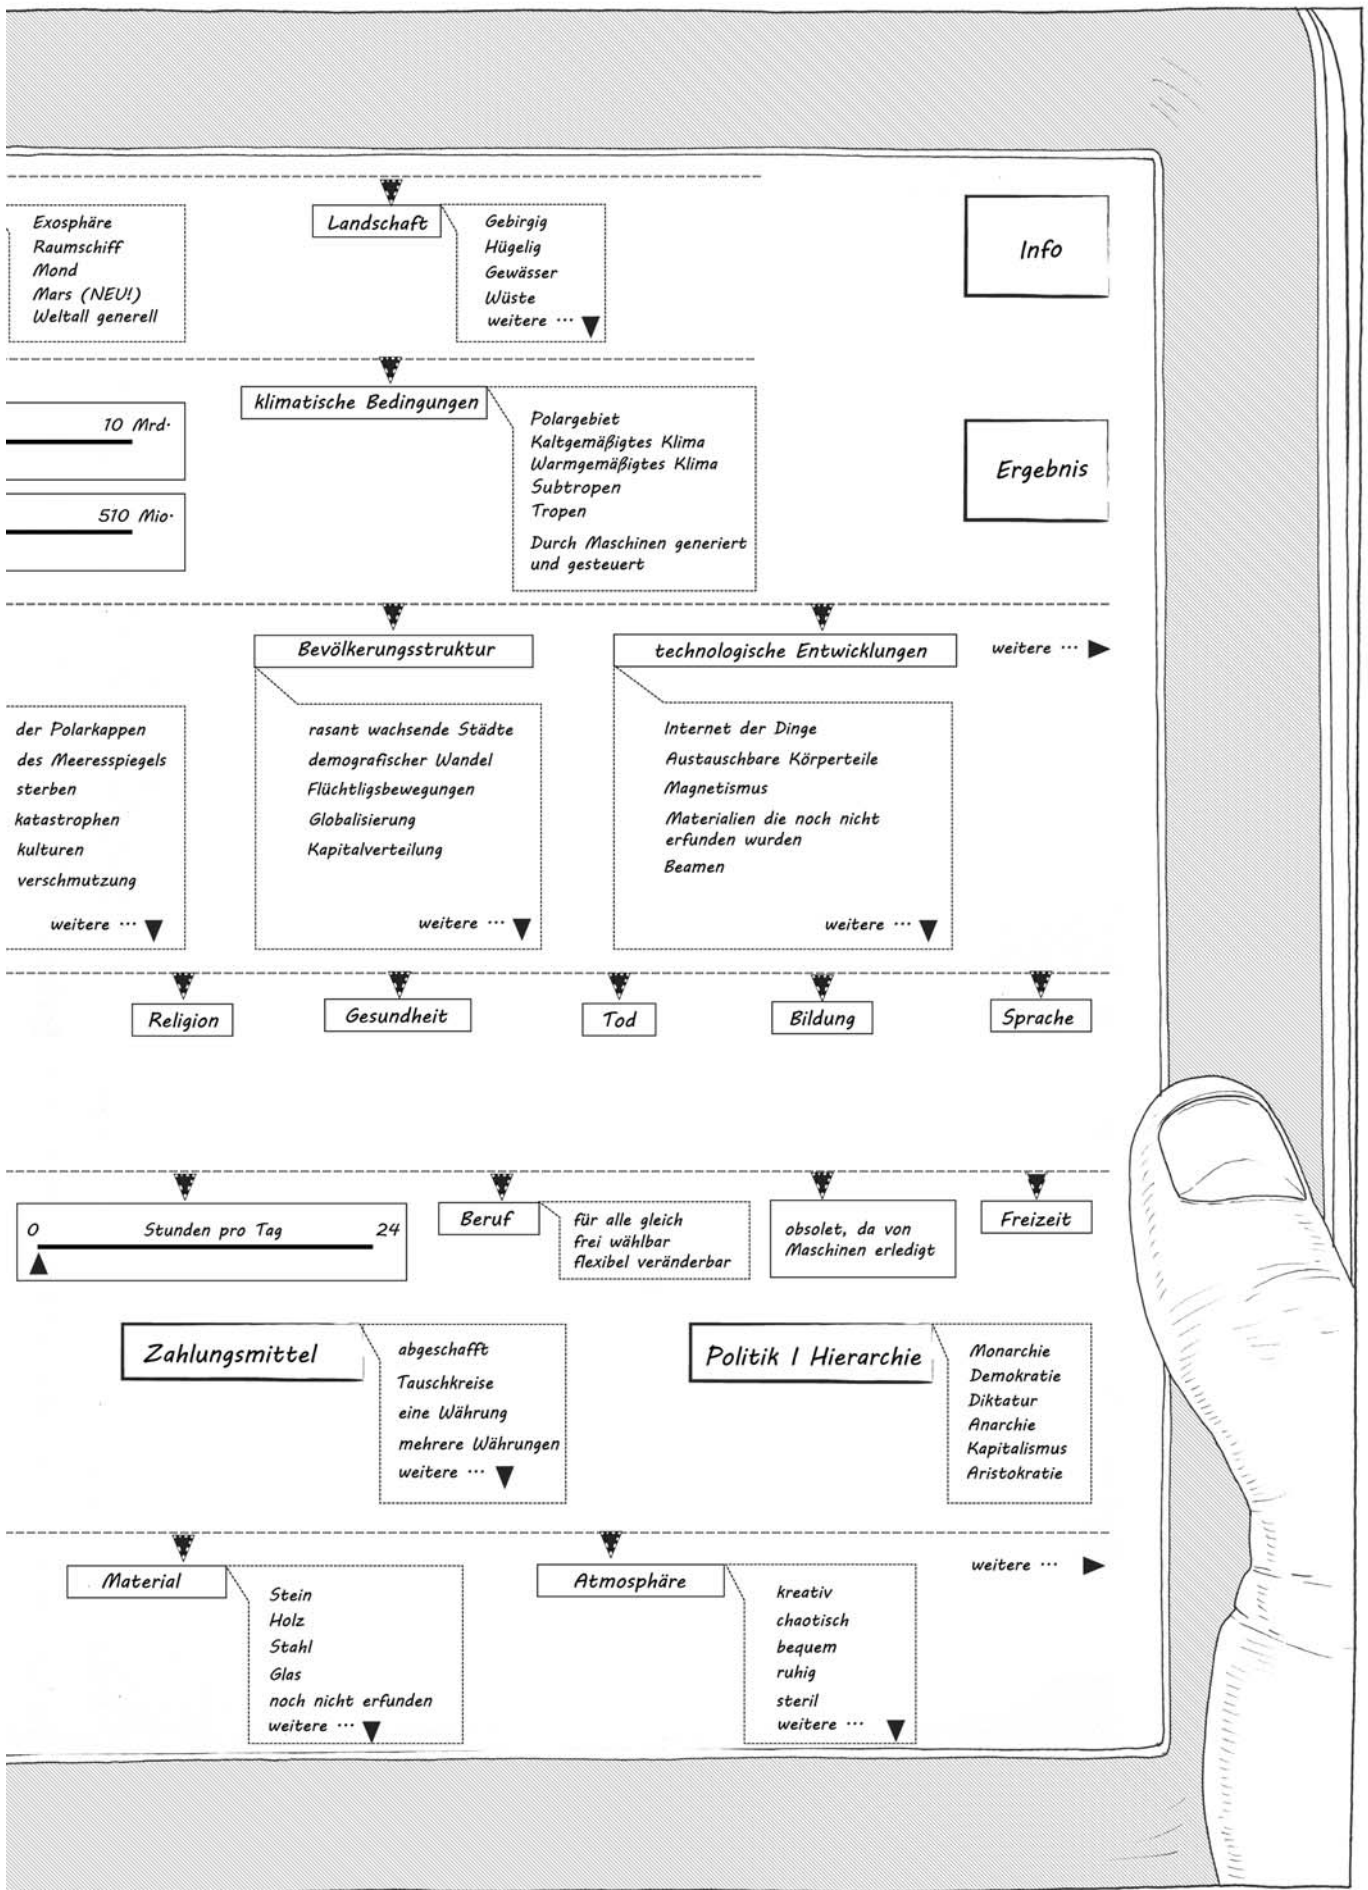 Exosphäre
Raumschiff
Mond
Mars (NEU!)
Weltall generell
Landschaft
Gebirgig
Hügelig
Gewässer
Wüste
weitere ...
Info
10 Mrd.
510 Mio.
klimatische Bedingungen
Polargebiet
Kaltgemäßigtes Klima
Warmgemäßigtes Klima
Subtropen
Tropen
Durch Maschinen generiert
und gesteuert
Ergebnis
der Polarkappen
des Meeresspiegels
sterben
katastrophen
kulturen
verschmutzung
weitere ...
Bevölkerungsstruktur
rasant wachsende Städte
demografischer Wandel
Flüchtligsbewegungen
Globalisierung
Kapitalverteilung
weitere ...
technologische Entwicklungen
Internet der Dinge
Austauschbare Körperteile
Magnetismus
Materialien die noch nicht
erfunden wurden
Beamen
weitere ...
weitere ...
Religion
Gesundheit
Tod
Bildung
Sprache
0 Stunden pro Tag 24
Beruf
für alle gleich
frei wählbar
flexibel veränderbar
obsolet, da von
Maschinen erledigt
Freizeit
Zahlungsmittel
abgeschafft
Tauschkreise
eine Währung
mehrere Währungen
weitere ...
Politik I Hierarchie
Monarchie
Demokratie
Diktatur
Anarchie
Kapitalismus
Aristokratie
Material
Stein
Holz
Stahl
Glas
noch nicht erfunden
weitere ...
Atmosphäre
kreativ
chaotisch
bequem
ruhig
steril
weitere ...
weitere ...